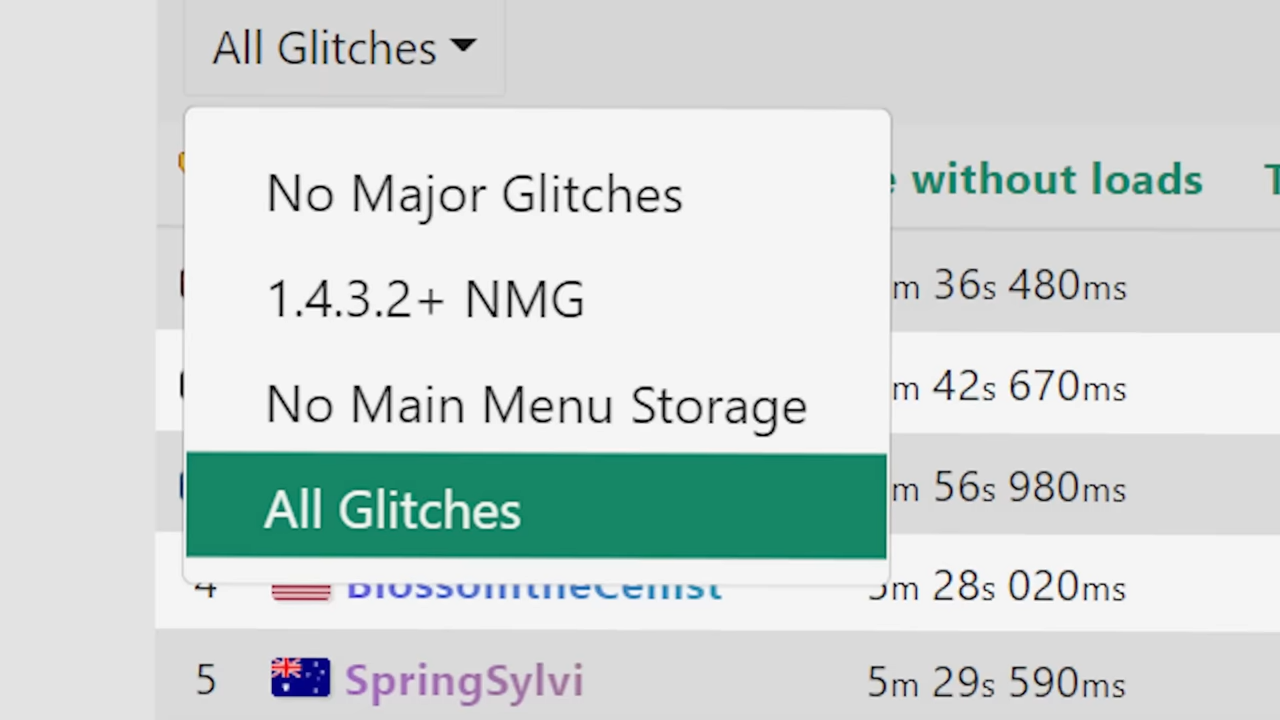 All Glitches
without loads
No Major Glitches
m 36s 480ms
1.4.3.2+ NMG
m 42s 670ms
No Main Menu Storage
m 56s 980ms
All Glitches
4 BlossomtheCellist 5m 28s 020ms
5 SpringSylvi 5m 29s 590ms